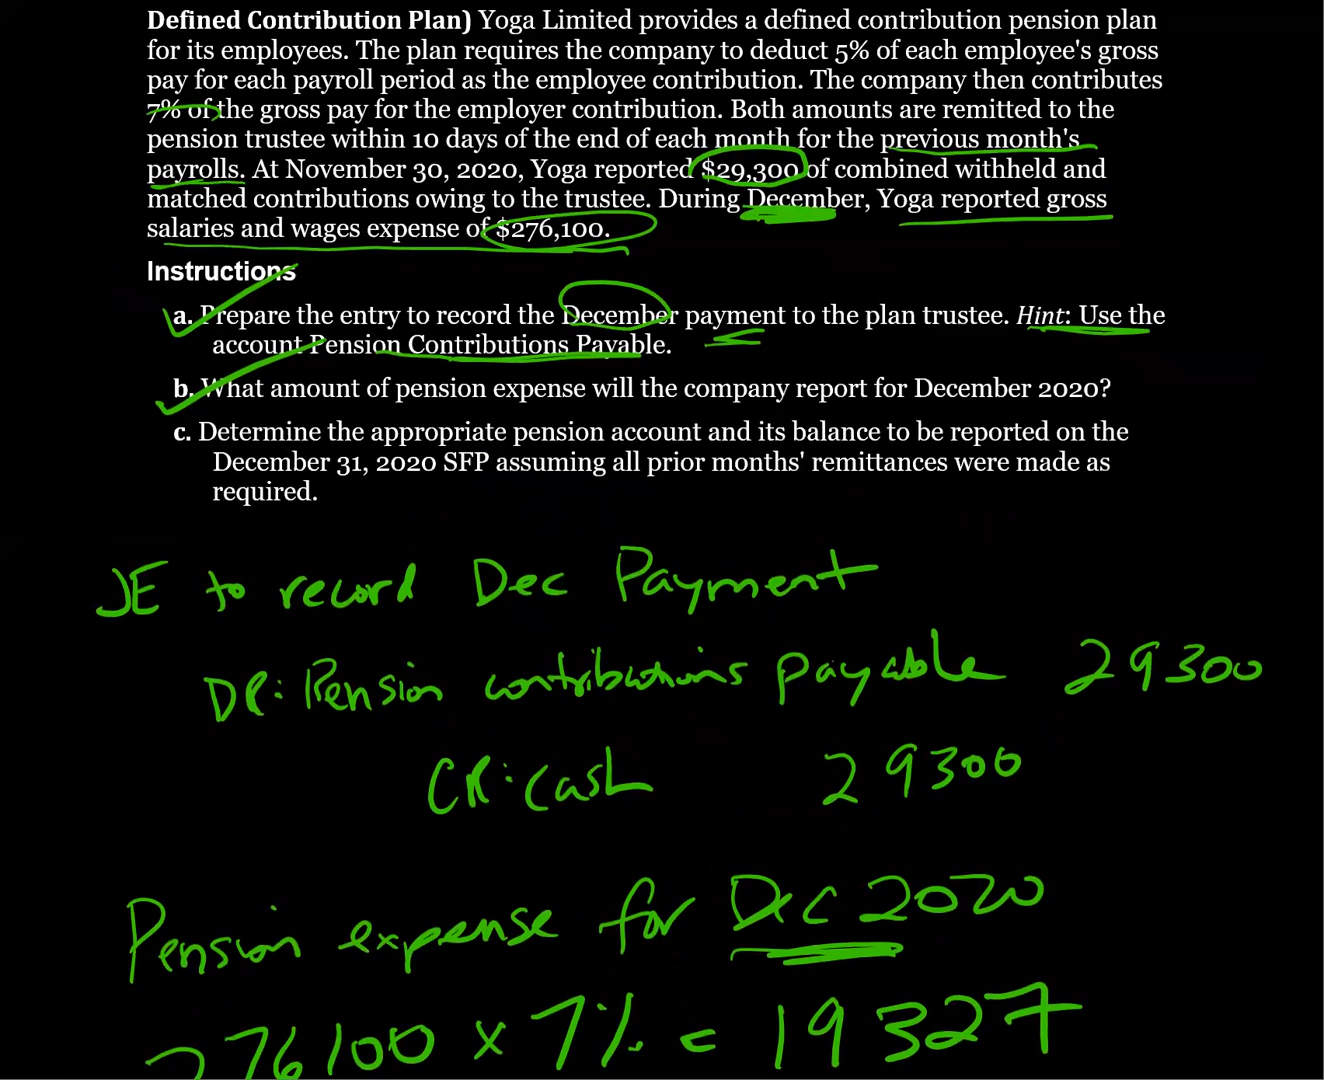 Defined Contribution Plan) Yoga Limited provides a defined contribution pension plan
for its employees. The plan requires the company to deduct 5% of each employee's gross
pay for each payroll period as the employee contribution. The company then contributes
7% of the gross pay for the employer contribution. Both amounts are remitted to the
pension trustee within 10 days of the end of each month for the previous month's
payrolls. At November 30, 2020, Yoga reported $29,300 of combined withheld and
matched contributions owing to the trustee. During December, Yoga reported gross
salaries and wages expense of $276,100.
Instructions
a. Prepare the entry to record the December payment to the plan trustee. Hint: Use the
account Pension Contributions Payable.
b. What amount of pension expense will the company report for December 2020?
c. Determine the appropriate pension account and its balance to be reported on the
December 31, 2020 SFP assuming all prior months' remittances were made as
required.
JE to record Dec Payment
DR: Pension contributions payable 29300
CR: Cash 29300
Pension expense for Dec 2020
276100 x 7% = 19327